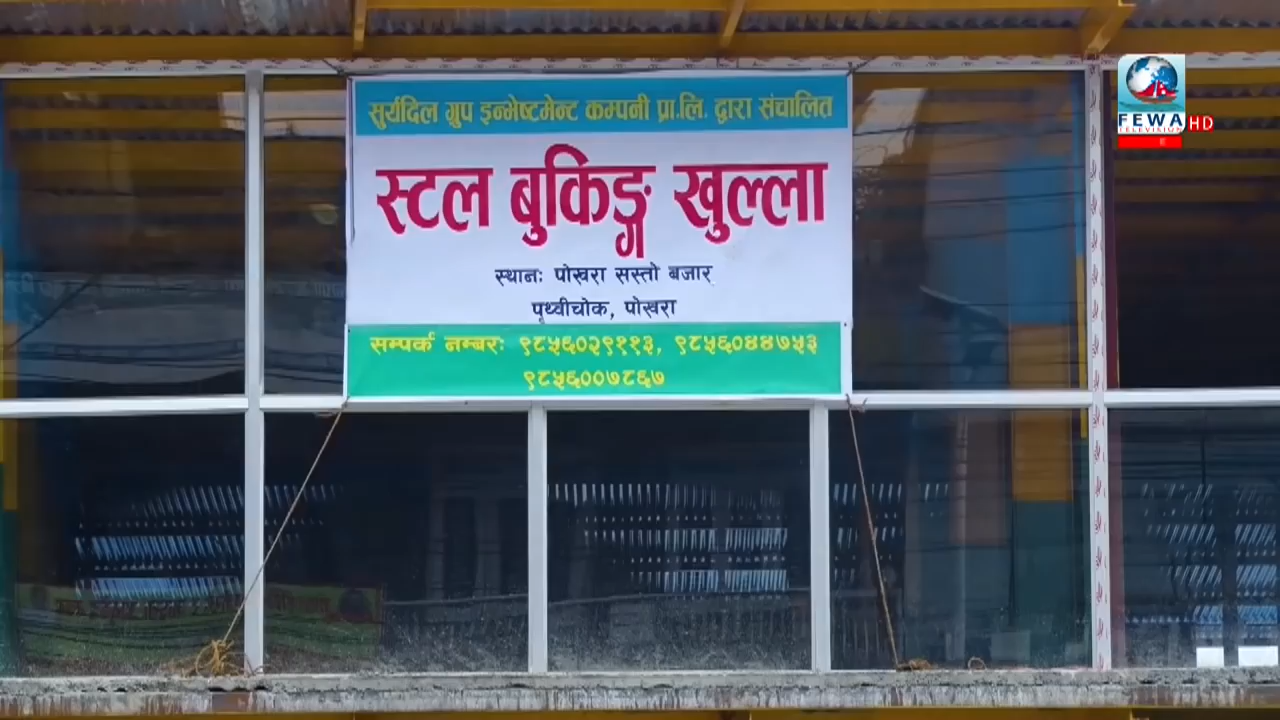 सुर्यदिल ग्रुप इन्भेष्टमेन्ट कम्पनी प्रा.लि. द्वारा संचालित
स्टल बुकिङ्ग खुल्ला
स्थानः पोखरा सस्तो बजार
पृथ्वीचोक, पोखरा
सम्पर्क नम्बरः ९८५६०२९११३, ९८५६०४४७५३
९८५६००७८६७
FEWA HD
TELEVISION